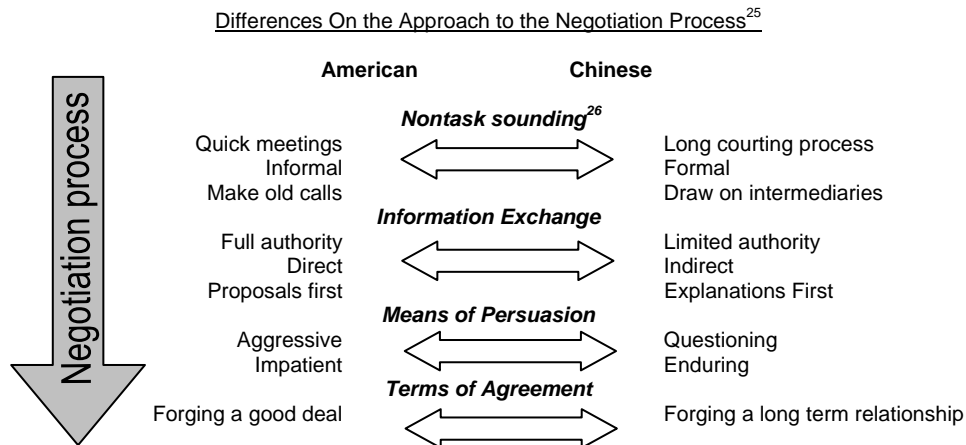 Differences On the Approach to the Negotiation Process25
American Chinese
Negotiation process
Nontask sounding26
Quick meetings Long courting process
Informal Formal
Make old calls Draw on intermediaries
Information Exchange
Full authority Limited authority
Direct Indirect
Proposals first Explanations First
Means of Persuasion
Aggressive Questioning
Impatient Enduring
Terms of Agreement
Forging a good deal Forging a long term relationship